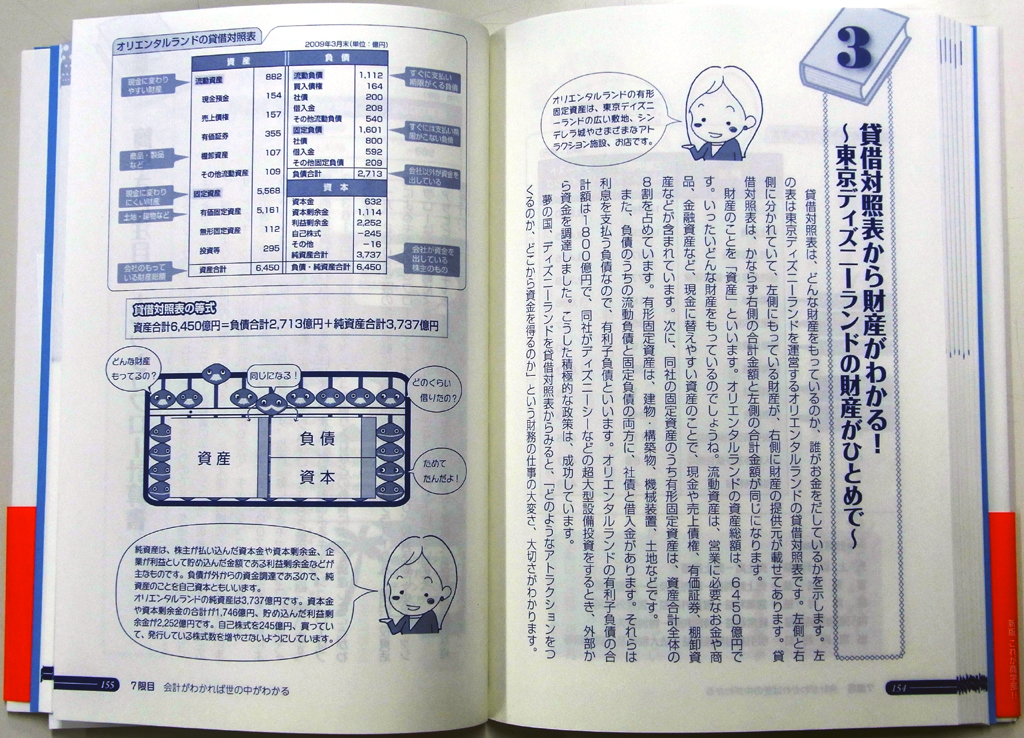 3
貸借対照表から財産がわかる！
～東京ディズニーランドの財産がひとめで～
オリエンタルランドの有形
固定資産は、東京ディズニ
ーランドの広い敷地、シン
デレラ城やさまざまなアト
ラクション施設、お店です。
貸借対照表は、どんな財産をもっているのか、誰がお金をだしているかを示します。左
の表は東京ディズニーランドを運営するオリエンタルランドの貸借対照表です。左側と右
側に分かれていて、左側にもっている財産が、右側に財産の提供元が載せてあります。貸
借対照表は、かならず右側の合計金額と左側の合計金額が同じになります。
財産のことを「資産」といいます。オリエンタルランドの資産総額は、6450億円で
す。いったいどんな財産をもっているのでしょうね。流動資産は、営業に必要なお金や商
品、金融資産など、現金に替えやすい資産のことで、現金や売上債権、有価証券、棚卸資
産などが含まれています。次に、同社の固定資産のうち有形固定資産は、資産合計全体の
8割を占めています。有形固定資産は、建物・構築物、機械装置、土地などです。
また、負債のうちの流動負債と固定負債の両方に、社債と借入金があります。それらは
利息を支払う負債なので、有利子負債といいます。オリエンタルランドの有利子負債の合
計額は1800億円で、同社がディズニーシーなどの超大型設備投資をするとき、外部か
ら資金を調達しました。こうした積極的な政策は、成功しています。
夢の国、ディズニーランドを貸借対照表からみると、「どのようなアトラクションをつ
くるのか、どこから資金を得るのか」という財務の仕事の大変さ、大切さがわかります。
154
オリエンタルランドの貸借対照表
2009年3月末(単位：億円)
資産
流動資産 882
現金預金 154
売上債権 157
有価証券 355
棚卸資産 107
その他流動資産 109
固定資産 5,568
有価固定資産 5,161
無形固定資産 112
投資等 295
資産合計 6,450
負債
流動負債 1,112
買入債権 164
社債 200
借入金 208
その他流動負債 540
固定負債 1,601
社債 800
借入金 592
その他固定負債 209
負債合計 2,713
資本
資本金 632
資本剰余金 1,114
利益剰余金 2,252
自己株式 -245
その他 -16
純資産合計 3,737
負債・純資産合計 6,450
現金に変わり
やすい財産
商品・製品
など
現金に変わり
にくい財産
土地・建物など
会社のもって
いる財産総額
すぐに支払い
期限がくる負債
すぐには支払い期
限がこない負債
会社以外が資金を
出している
会社が資金を
出している
株主のもの
貸借対照表の等式
資産合計6,450億円＝負債合計2,713億円＋純資産合計3,737億円
どんな財産
もってるの？
同じになる！
どのくらい
借りたの？
資産
負債
資本
ためて
たんだよ！
純資産は、株主が払い込んだ資本金や資本剰余金、企
業が利益として貯め込んだ金額である利益剰余金などが
主なものです。負債が外からの資金調達であるので、純
資産のことを自己資本ともいいます。
オリエンタルランドの純資産は3,737億円です。資本金
や資本剰余金の合計が1,746億円、貯め込んだ利益剰
余金が2,252億円です。自己株式を245億円、買ってい
て、発行している株式数を増やさないようにしています。
155
7限目 会計がわかれば世の中がわかる